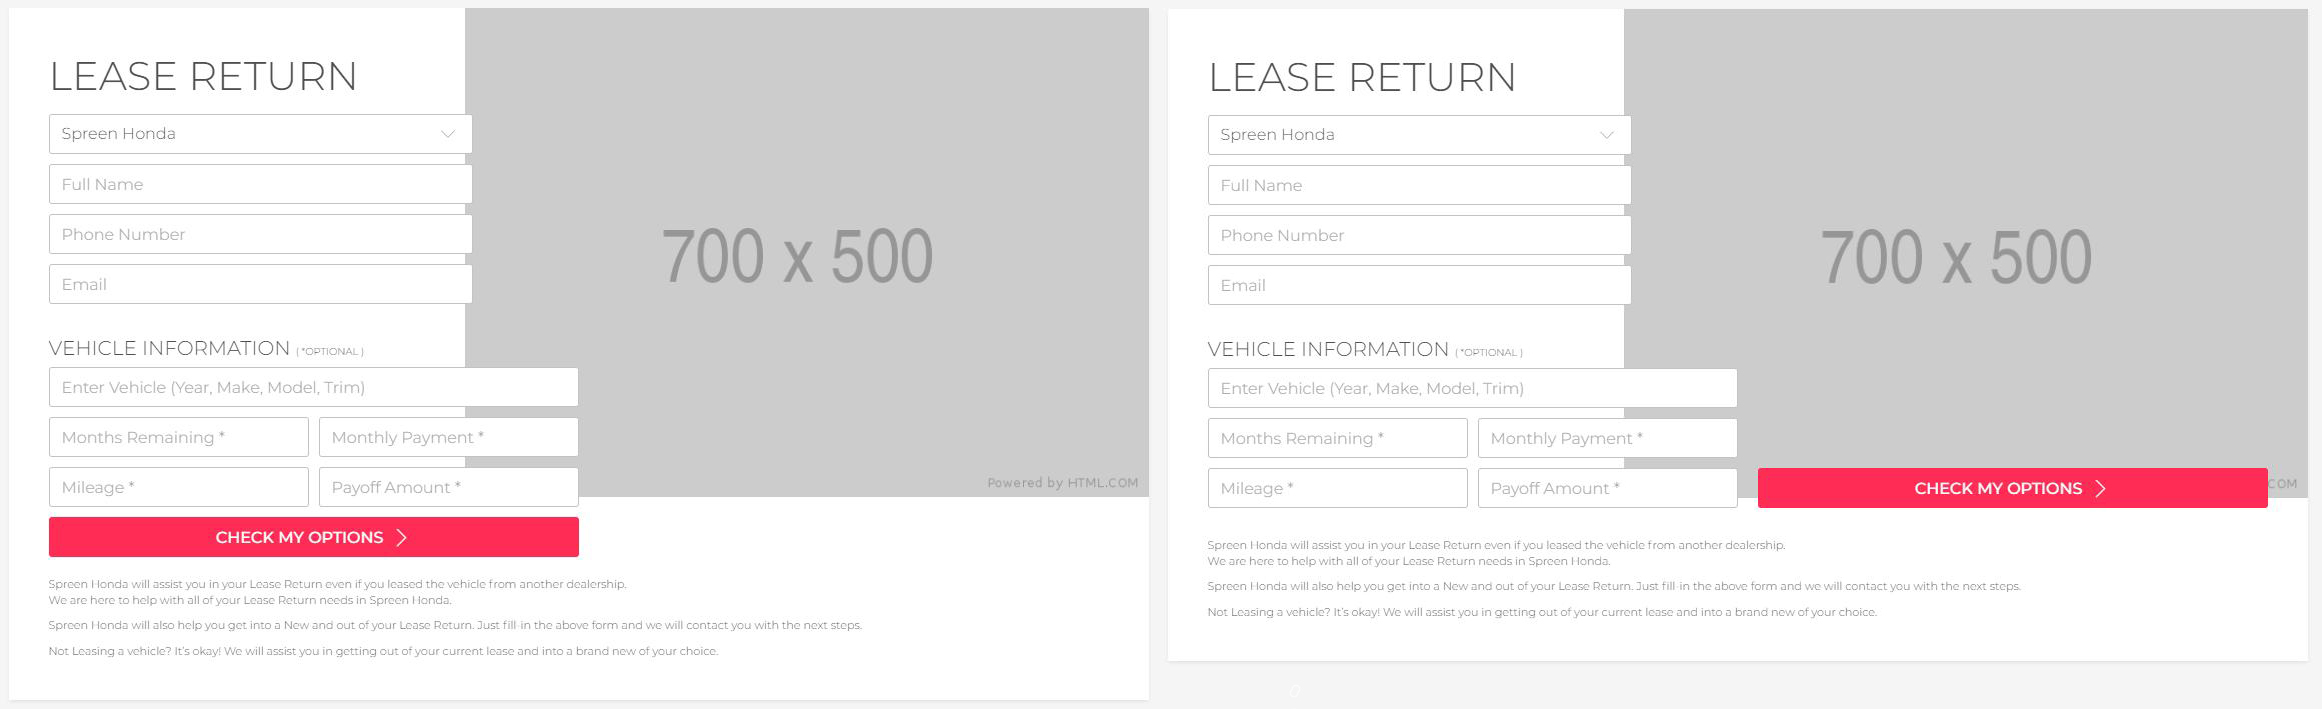 LEASE RETURN
Spreen Honda
Full Name
Phone Number
Email
700 x 500
VEHICLE INFORMATION ( *OPTIONAL )
Enter Vehicle (Year, Make, Model, Trim)
Months Remaining * Monthly Payment *
Mileage * Payoff Amount *
Powered by HTML.COM
CHECK MY OPTIONS
Spreen Honda will assist you in your Lease Return even if you leased the vehicle from another dealership.
We are here to help with all of your Lease Return needs in Spreen Honda.
Spreen Honda will also help you get into a New and out of your Lease Return. Just fill-in the above form and we will contact you with the next steps.
Not Leasing a vehicle? It's okay! We will assist you in getting out of your current lease and into a brand new of your choice.
LEASE RETURN
Spreen Honda
Full Name
Phone Number
Email
700 x 500
VEHICLE INFORMATION ( *OPTIONAL )
Enter Vehicle (Year, Make, Model, Trim)
Months Remaining * Monthly Payment *
Mileage * Payoff Amount *
CHECK MY OPTIONS
COM
Spreen Honda will assist you in your Lease Return even if you leased the vehicle from another dealership.
We are here to help with all of your Lease Return needs in Spreen Honda.
Spreen Honda will also help you get into a New and out of your Lease Return. Just fill-in the above form and we will contact you with the next steps.
Not Leasing a vehicle? It's okay! We will assist you in getting out of your current lease and into a brand new of your choice.